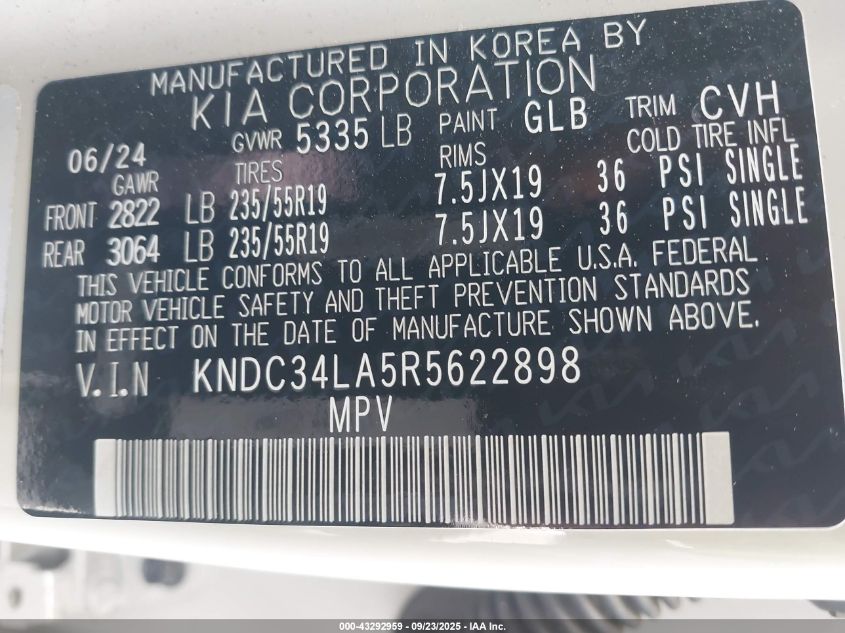 MANUFACTURED IN KOREA BY
KIA CORPORATION
06/24 GVWR 5335 LB PAINT GLB TRIM CVH
GAWR TIRES RIMS COLD TIRE INFL
FRONT 2822 LB 235/55R19 7.5JX19 36 PSI SINGLE
REAR 3064 LB 235/55R19 7.5JX19 36 PSI SINGLE
THIS VEHICLE CONFORMS TO ALL APPLICABLE U.S.A. FEDERAL
MOTOR VEHICLE SAFETY AND THEFT PREVENTION STANDARDS
IN EFFECT ON THE DATE OF MANUFACTURE SHOWN ABOVE.
V.I.N KNDC34LA5R5622898
MPV
000-43292959 - 09/23/2025 - IAA Inc.